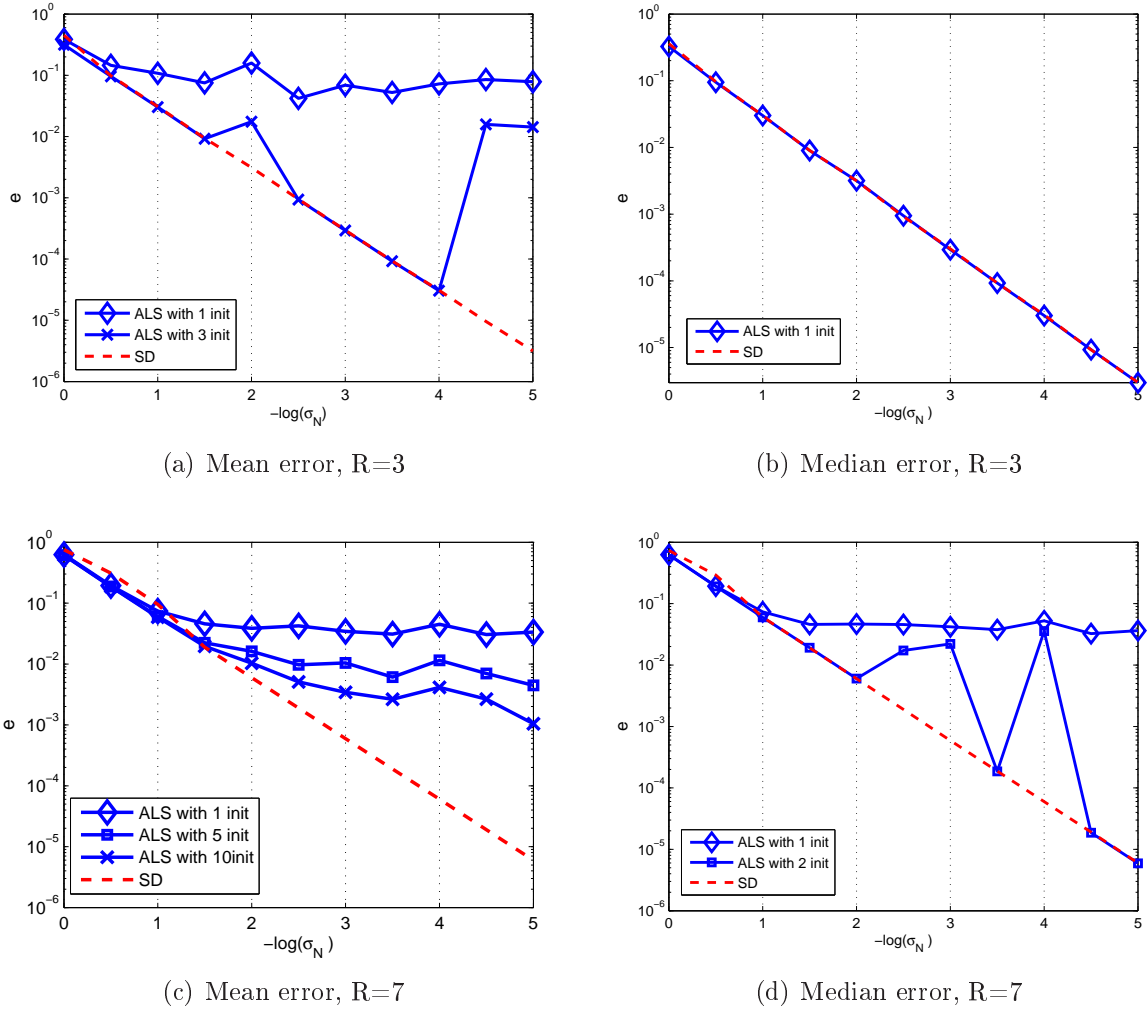 10^0
10^−1
10^−2
10^−3
10^−4
10^−5
10^−6
e
0 1 2 3 4 5
−log(σ_N)
ALS with 1 init
ALS with 3 init
SD
(a) Mean error, R=3
10^0
10^−1
10^−2
10^−3
10^−4
10^−5
e
0 1 2 3 4 5
−log(σ_N)
ALS with 1 init
SD
(b) Median error, R=3
10^0
10^−1
10^−2
10^−3
10^−4
10^−5
10^−6
e
0 1 2 3 4 5
−log(σ_N )
ALS with 1 init
ALS with 5 init
ALS with 10init
SD
(c) Mean error, R=7
10^0
10^−1
10^−2
10^−3
10^−4
10^−5
10^−6
e
0 1 2 3 4 5
−log(σ_N)
ALS with 1 init
ALS with 2 init
SD
(d) Median error, R=7